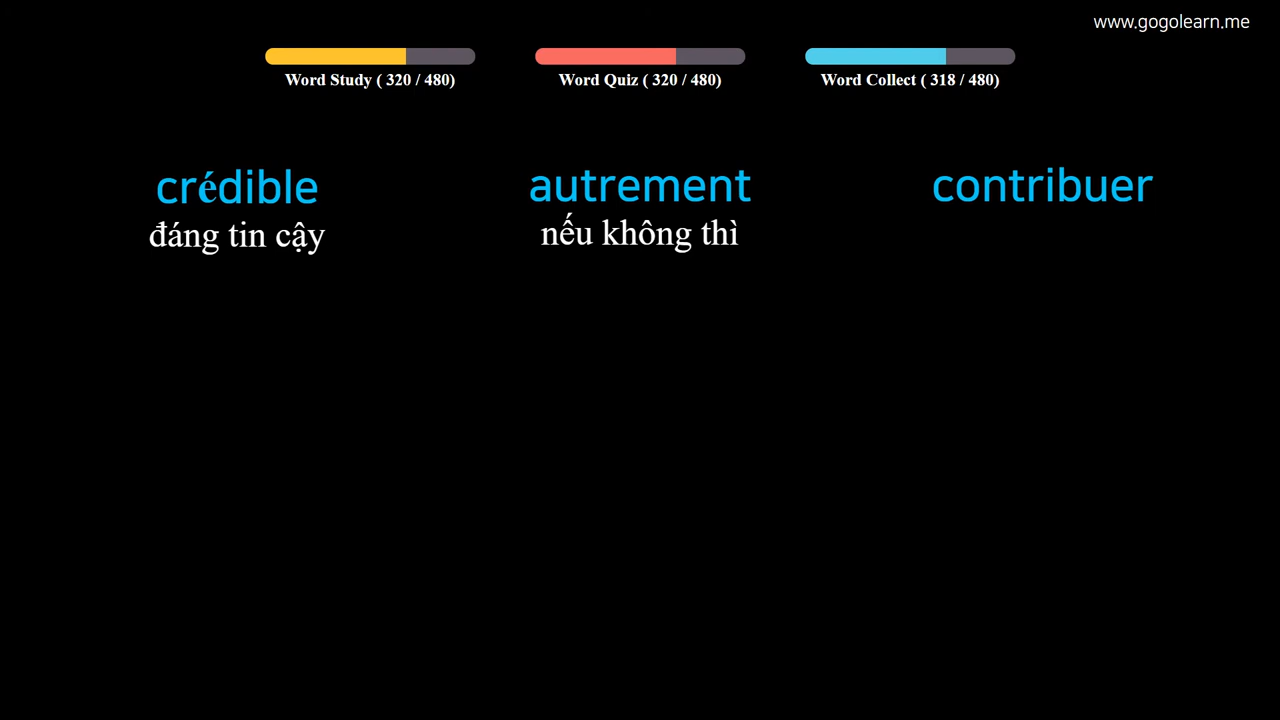 www.gogolearn.me
Word Study ( 320 / 480)
Word Quiz ( 320 / 480)
Word Collect ( 318 / 480)
crédible
đáng tin cậy
autrement
nếu không thì
contribuer